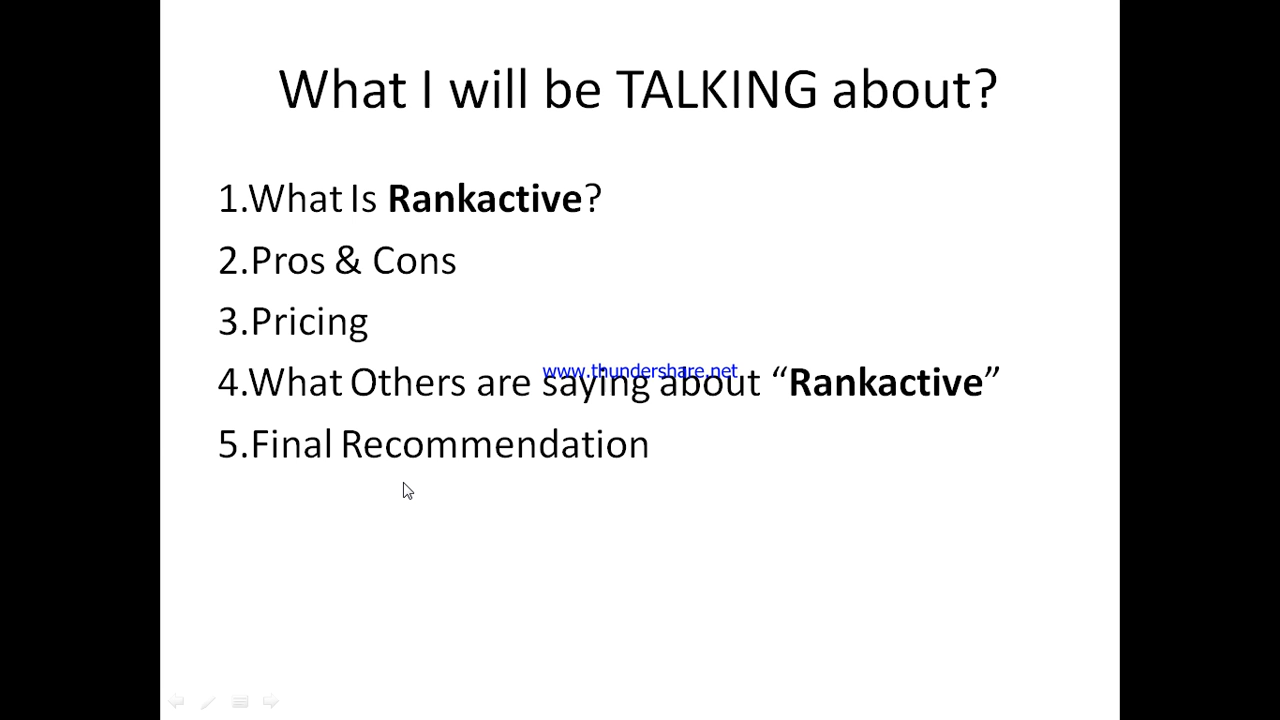 What I will be TALKING about?
1.What Is Rankactive?
2.Pros & Cons
3.Pricing
www.thundershare.net
4.What Others are saying about “Rankactive”
5.Final Recommendation